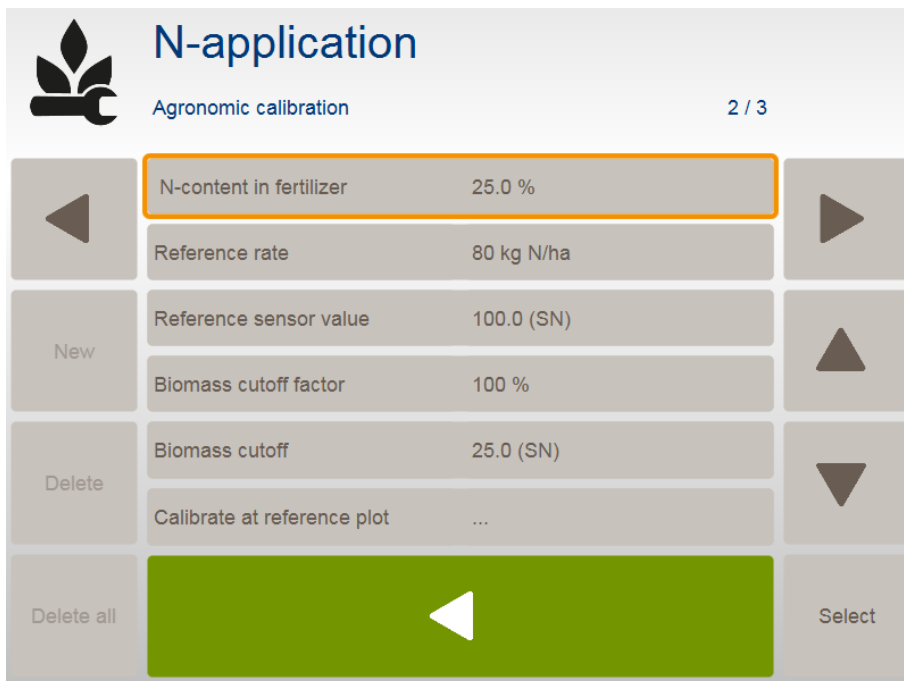 N-application
Agronomic calibration 2 / 3
N-content in fertilizer 25.0 %
Reference rate 80 kg N/ha
Reference sensor value 100.0 (SN)
New
Biomass cutoff factor 100 %
Biomass cutoff 25.0 (SN)
Delete
Calibrate at reference plot ...
Delete all
Select